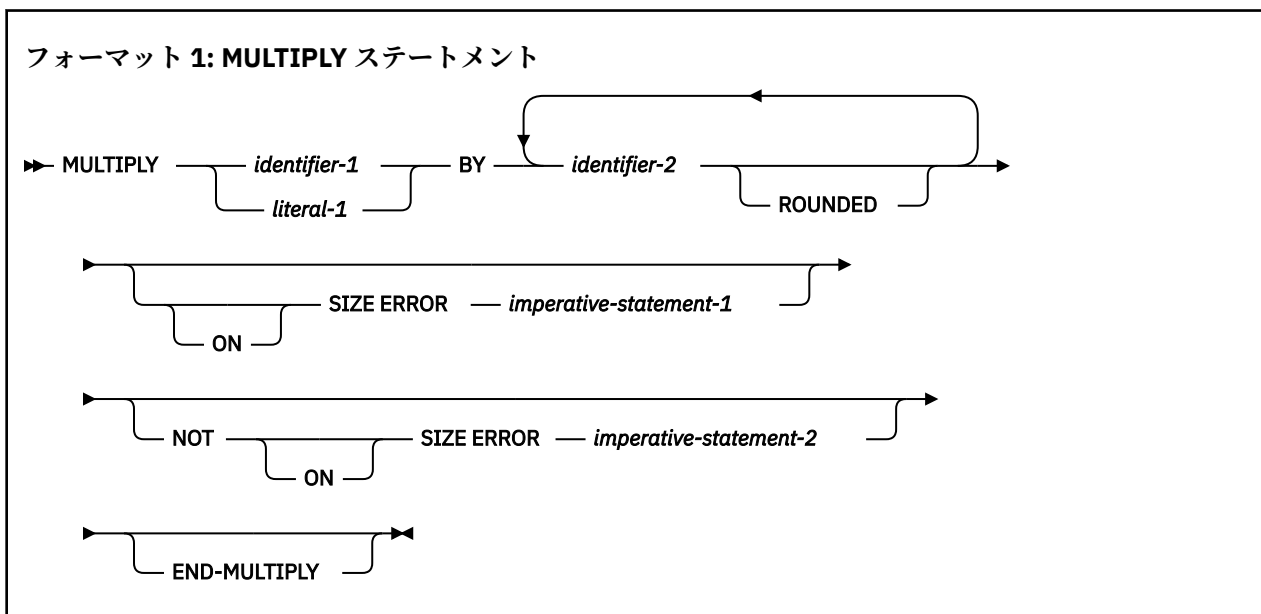 フォーマット 1: MULTIPLY ステートメント
MULTIPLY identifier-1 BY identifier-2
literal-1 ROUNDED
SIZE ERROR imperative-statement-1
ON
NOT SIZE ERROR imperative-statement-2
ON
END-MULTIPLY